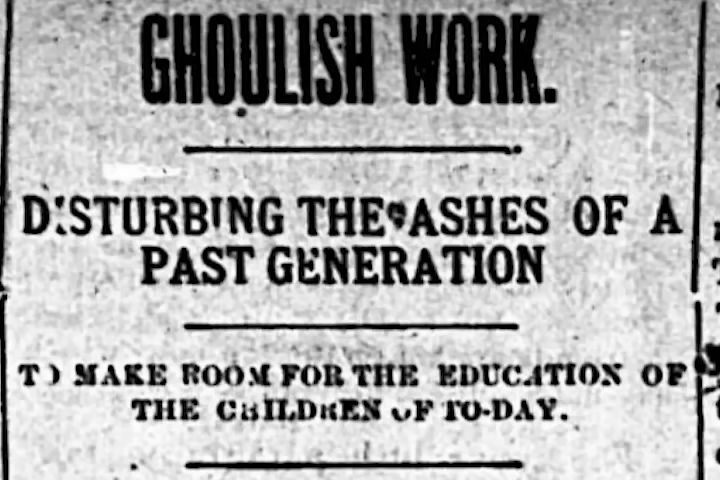 GHOULISH WORK.
DISTURBING THE ASHES OF A
PAST GENERATION
TO MAKE ROOM FOR THE EDUCATION OF
THE CHILDREN OF TO-DAY.